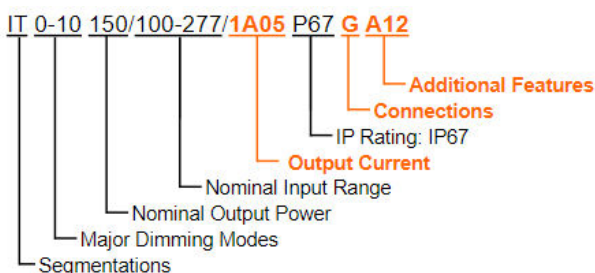 IT 0-10 150/100-277/1A05 P67 G A12
Additional Features
Connections
IP Rating: IP67
Output Current
Nominal Input Range
Nominal Output Power
Major Dimming Modes
Segmentations